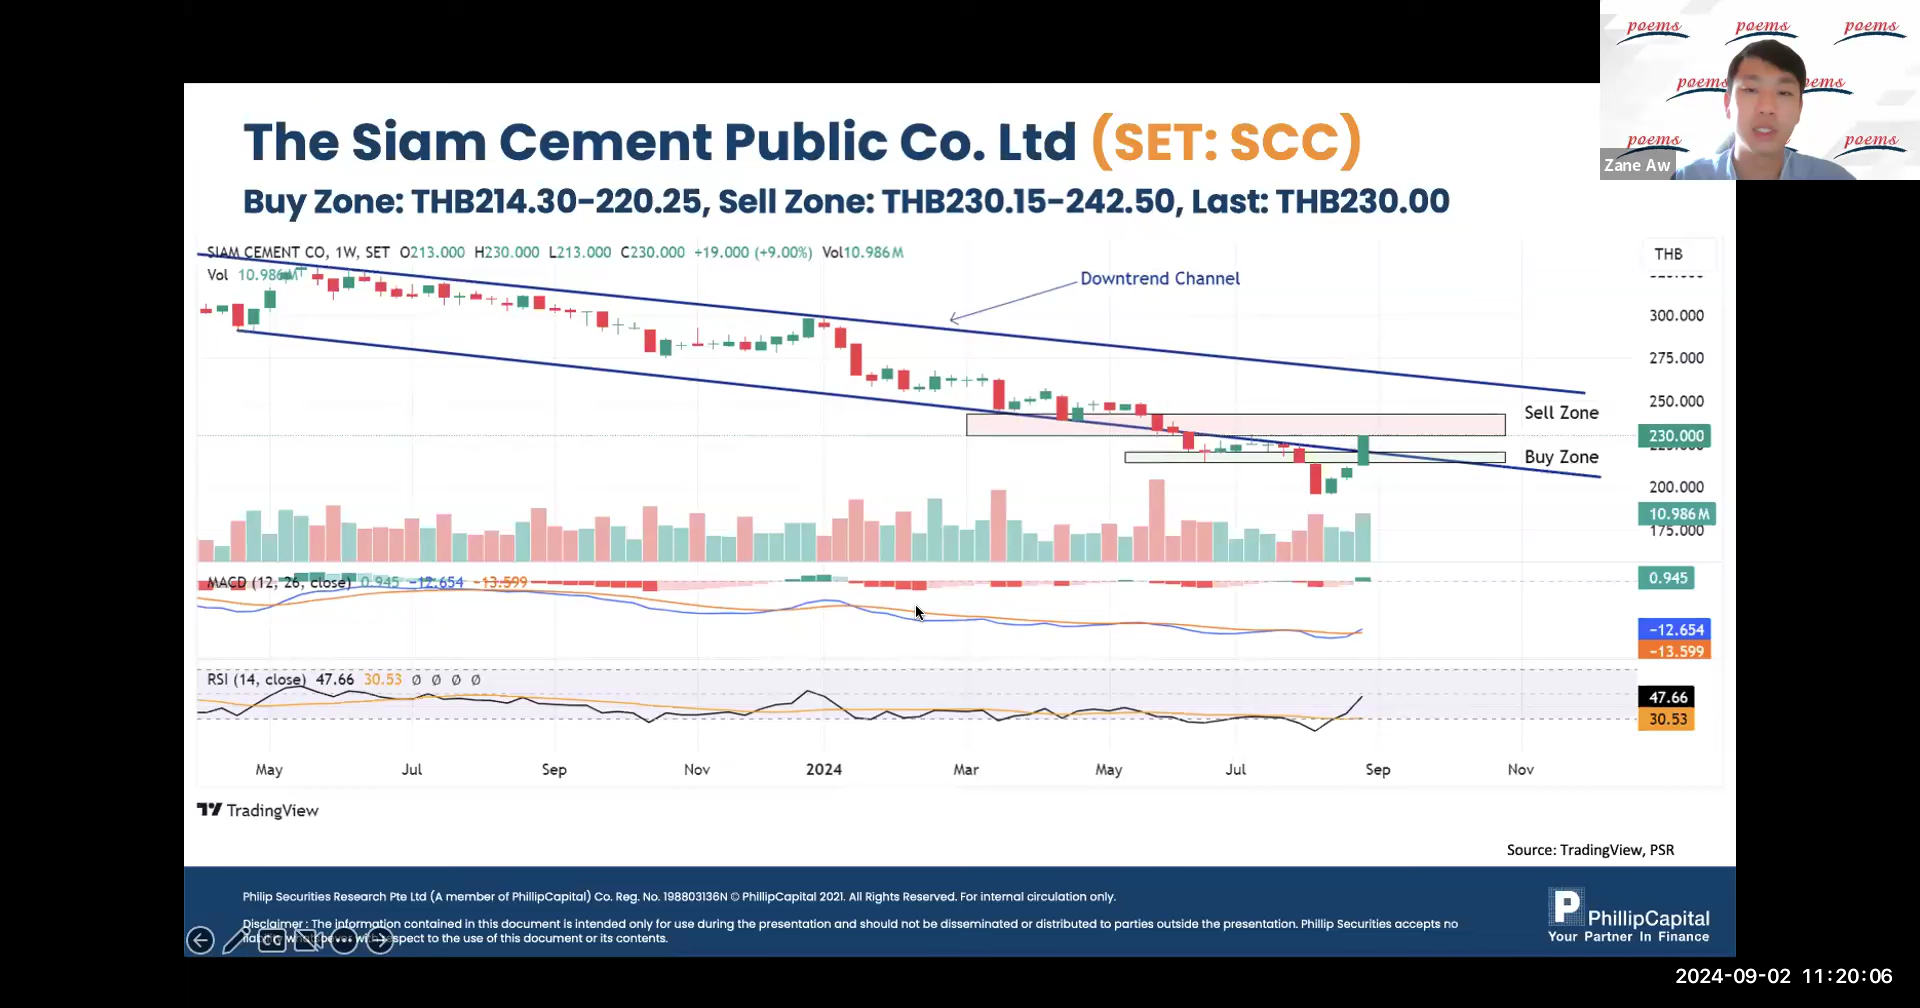 poems poems poems
poems poems
poems poems
Zane Aw
The Siam Cement Public Co. Ltd (SET: SCC)
Buy Zone: THB214.30-220.25, Sell Zone: THB230.15-242.50, Last: THB230.00
SIAM CEMENT CO, 1W, SET O213.000 H230.000 L213.000 C230.000 +19.000 (+9.00%) Vol10.986M
Vol 10.986M
THB
Downtrend Channel
300.000
275.000
250.000
Sell Zone
230.000
Buy Zone
200.000
10.986M
175.000
MACD (12, 26, close) 0.945 −12.654 −13.599
0.945
−12.654
−13.599
RSI (14, close) 47.66 30.53 ∅ ∅ ∅ ∅
47.66
30.53
May Jul Sep Nov 2024 Mar May Jul Sep Nov
TradingView
Source: TradingView, PSR
Philip Securities Research Pte Ltd (A member of PhillipCapital) Co. Reg. No. 198803136N © PhillipCapital 2021. All Rights Reserved. For internal circulation only.
Disclaimer : The information contained in this document is intended only for use during the presentation and should not be disseminated or distributed to parties outside the presentation. Phillip Securities accepts no
liability whatsoever with respect to the use of this document or its contents.
CC
P PhillipCapital
Your Partner In Finance
2024-09-02 11:20:06